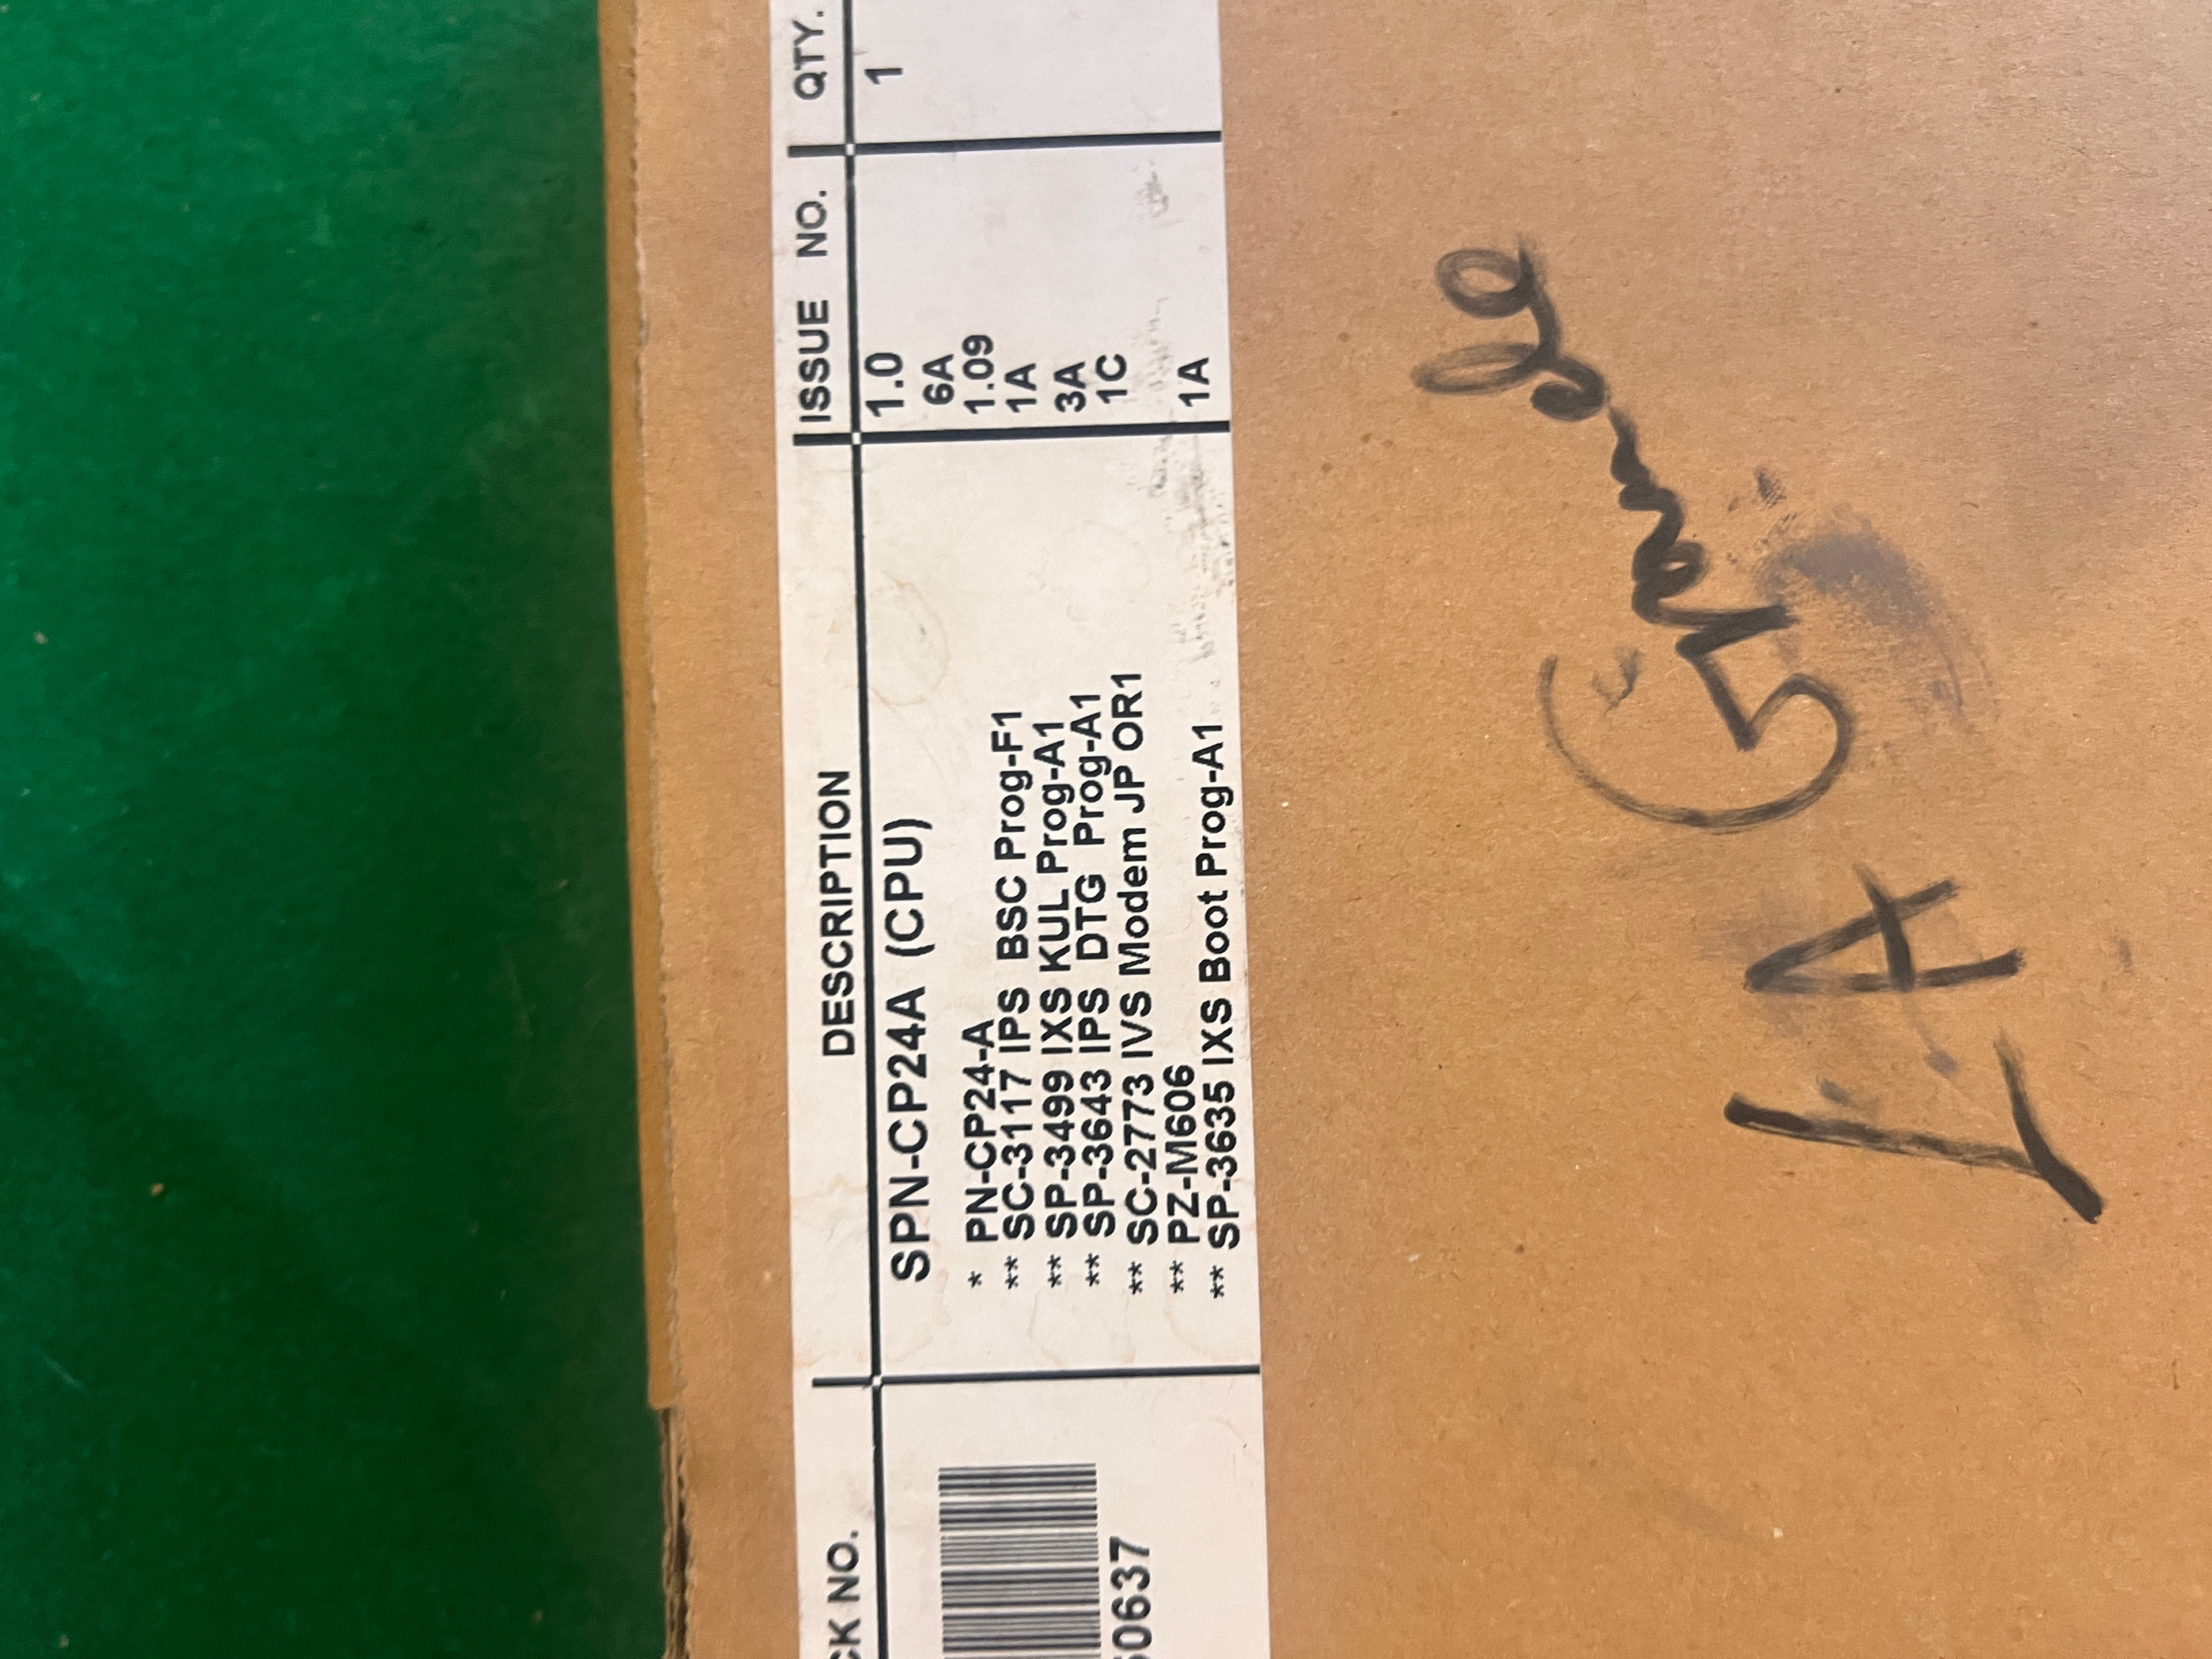 CK NO. DESCRIPTION ISSUE NO. QTY.
SPN-CP24A (CPU) 1.0 1
* PN-CP24-A 6A
** SC-3117 IPS BSC Prog-F1 1.09
** SP-3499 IXS KUL Prog-A1 1A
** SP-3643 IPS DTG Prog-A1 3A
** SC-2773 IVS Modem JP OR1 1C
** PZ-M606
** SP-3635 IXS Boot Prog-A1 1A
0637
LA Grande